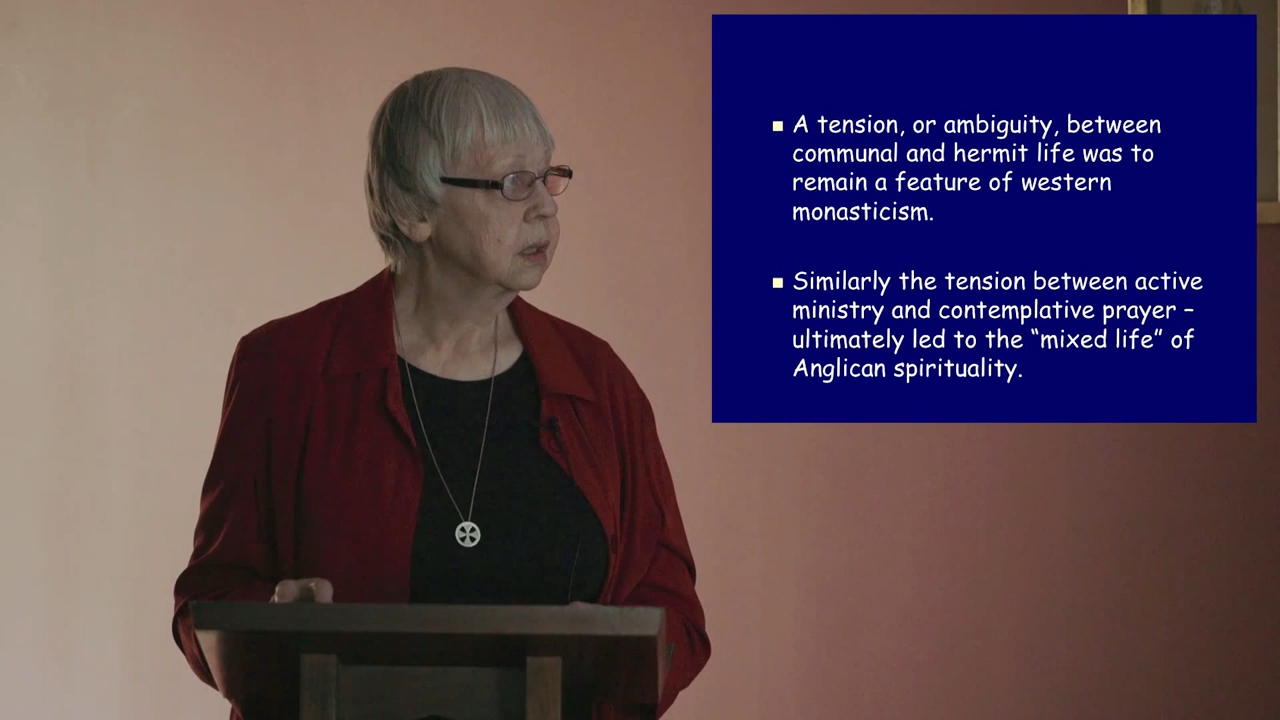 A tension, or ambiguity, between
communal and hermit life was to
remain a feature of western
monasticism.
Similarly the tension between active
ministry and contemplative prayer –
ultimately led to the “mixed life” of
Anglican spirituality.